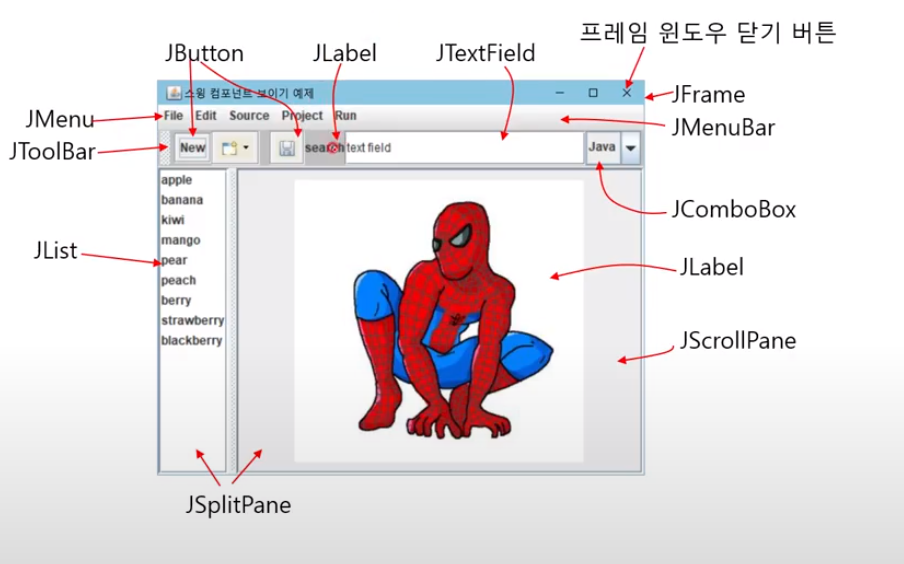 프레임 윈도우 닫기 버튼
JButton
JLabel
JTextField
스윙 컴포넌트 보이기 예제
JFrame
JMenu
File Edit Source Project Run
JMenuBar
JToolBar
New
search
text field
Java
JComboBox
apple
banana
kiwi
mango
pear
peach
berry
strawberry
blackberry
JList
JLabel
JScrollPane
JSplitPane